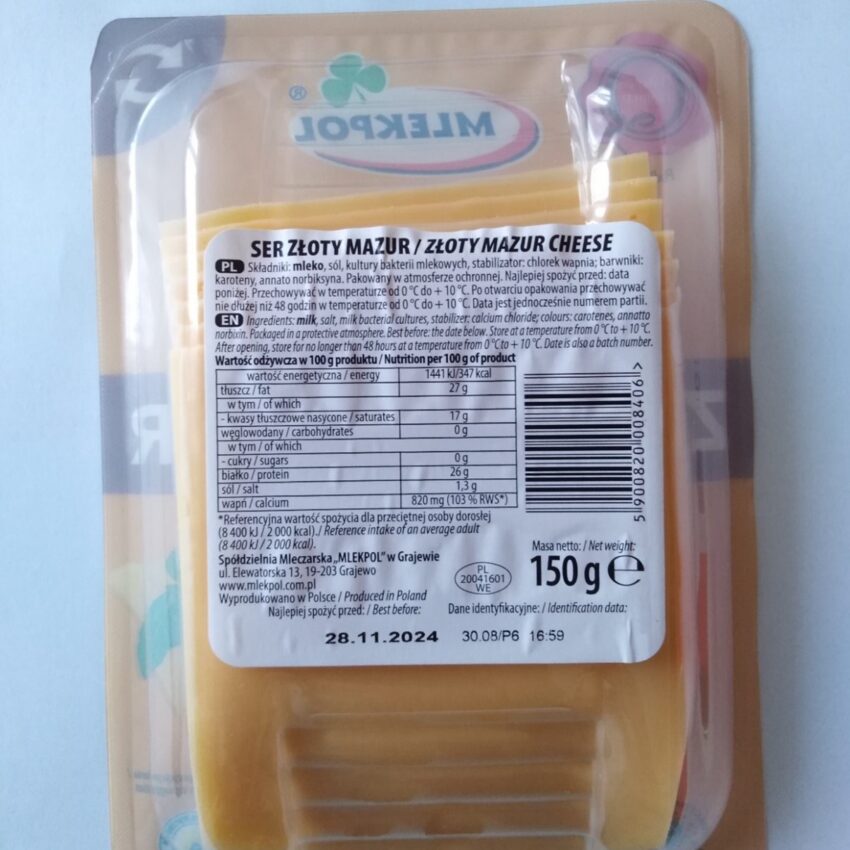 MLEKPOL
®
SER ZŁOTY MAZUR / ZŁOTY MAZUR CHEESE
PL Składniki: mleko, sól, kultury bakterii mlekowych, stabilizator: chlorek wapnia; barwniki:
karoteny, annato norbiksyna. Pakowany w atmosferze ochronnej. Najlepiej spożyć przed: data
poniżej. Przechowywać w temperaturze od 0 °C do + 10 °C. Po otwarciu opakowania przechowywać
nie dłużej niż 48 godzin w temperaturze od 0 °C do + 10 °C. Data jest jednocześnie numerem partii.
EN Ingredients: milk, salt, milk bacterial cultures, stabilizer: calcium chloride; colours: carotenes, annatto
norbixin. Packaged in a protective atmosphere. Best before: the date below. Store at a temperature from 0 °C to + 10 °C.
After opening, store for no longer than 48 hours at a temperature from 0 °C to + 10 °C. Date is also a batch number.
Wartość odżywcza w 100 g produktu / Nutrition per 100 g of product
wartość energetyczna / energy 1441 kJ/347 kcal
tłuszcz / fat 27 g
w tym / of which
- kwasy tłuszczowe nasycone / saturates 17 g
węglowodany / carbohydrates 0 g
w tym / of which
- cukry / sugars 0 g
białko / protein 26 g
sól / salt 1,3 g
wapń / calcium 820 mg (103 % RWS*)
*Referencyjna wartość spożycia dla przeciętnej osoby dorosłej
(8 400 kJ / 2 000 kcal)./ Reference intake of an average adult
(8 400 kJ / 2 000 kcal).
Spółdzielnia Mleczarska „MLEKPOL" w Grajewie
ul. Elewatorska 13, 19-203 Grajewo
www.mlekpol.com.pl
Wyprodukowano w Polsce / Produced in Poland
Najlepiej spożyć przed: / Best before:
28.11.2024
5 900820 008406 >
Masa netto: / Net weight:
150 g e
PL
20041601
WE
Dane identyfikacyjne: / Identification data:
30.08/P6 16:59